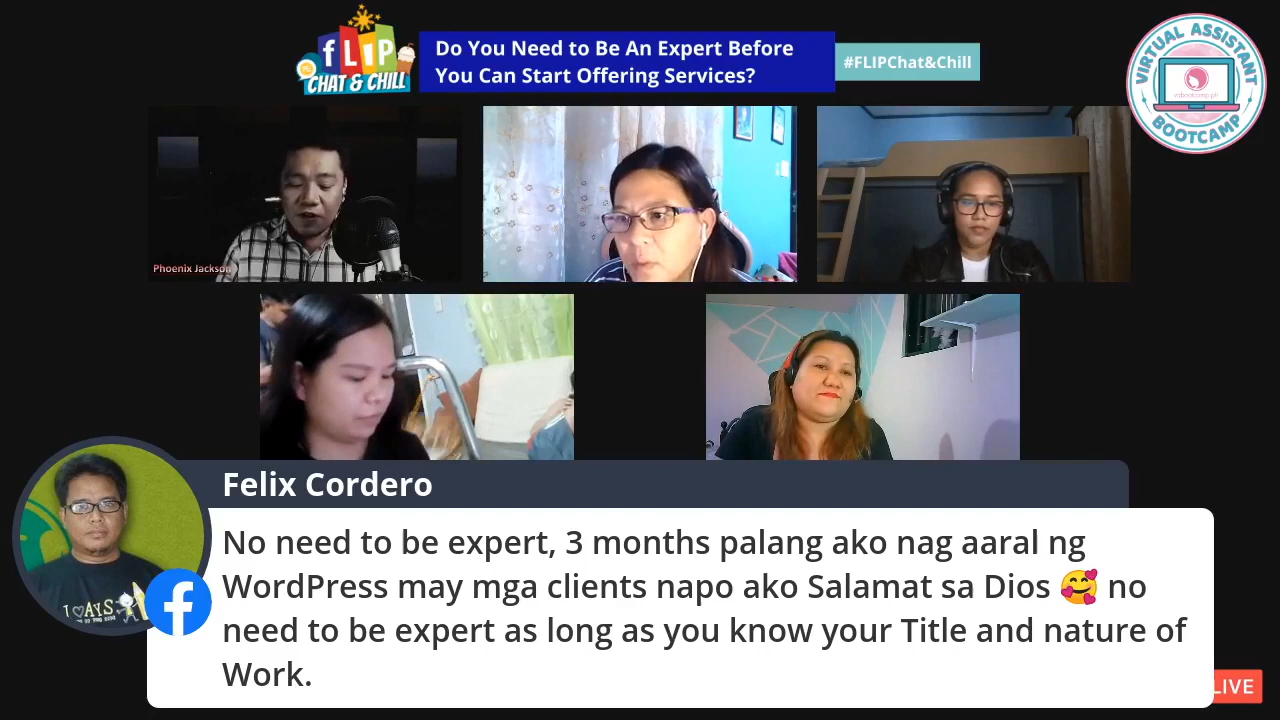 FLIP
CHAT & CHILL
Do You Need to Be An Expert Before
You Can Start Offering Services?
#FLIPChat&Chill
VIRTUAL ASSISTANT
BOOTCAMP
Phoenix Jackson
Felix Cordero
No need to be expert, 3 months palang ako nag aaral ng
WordPress may mga clients napo ako Salamat sa Dios 🥰 no
need to be expert as long as you know your Title and nature of
Work.
LIVE